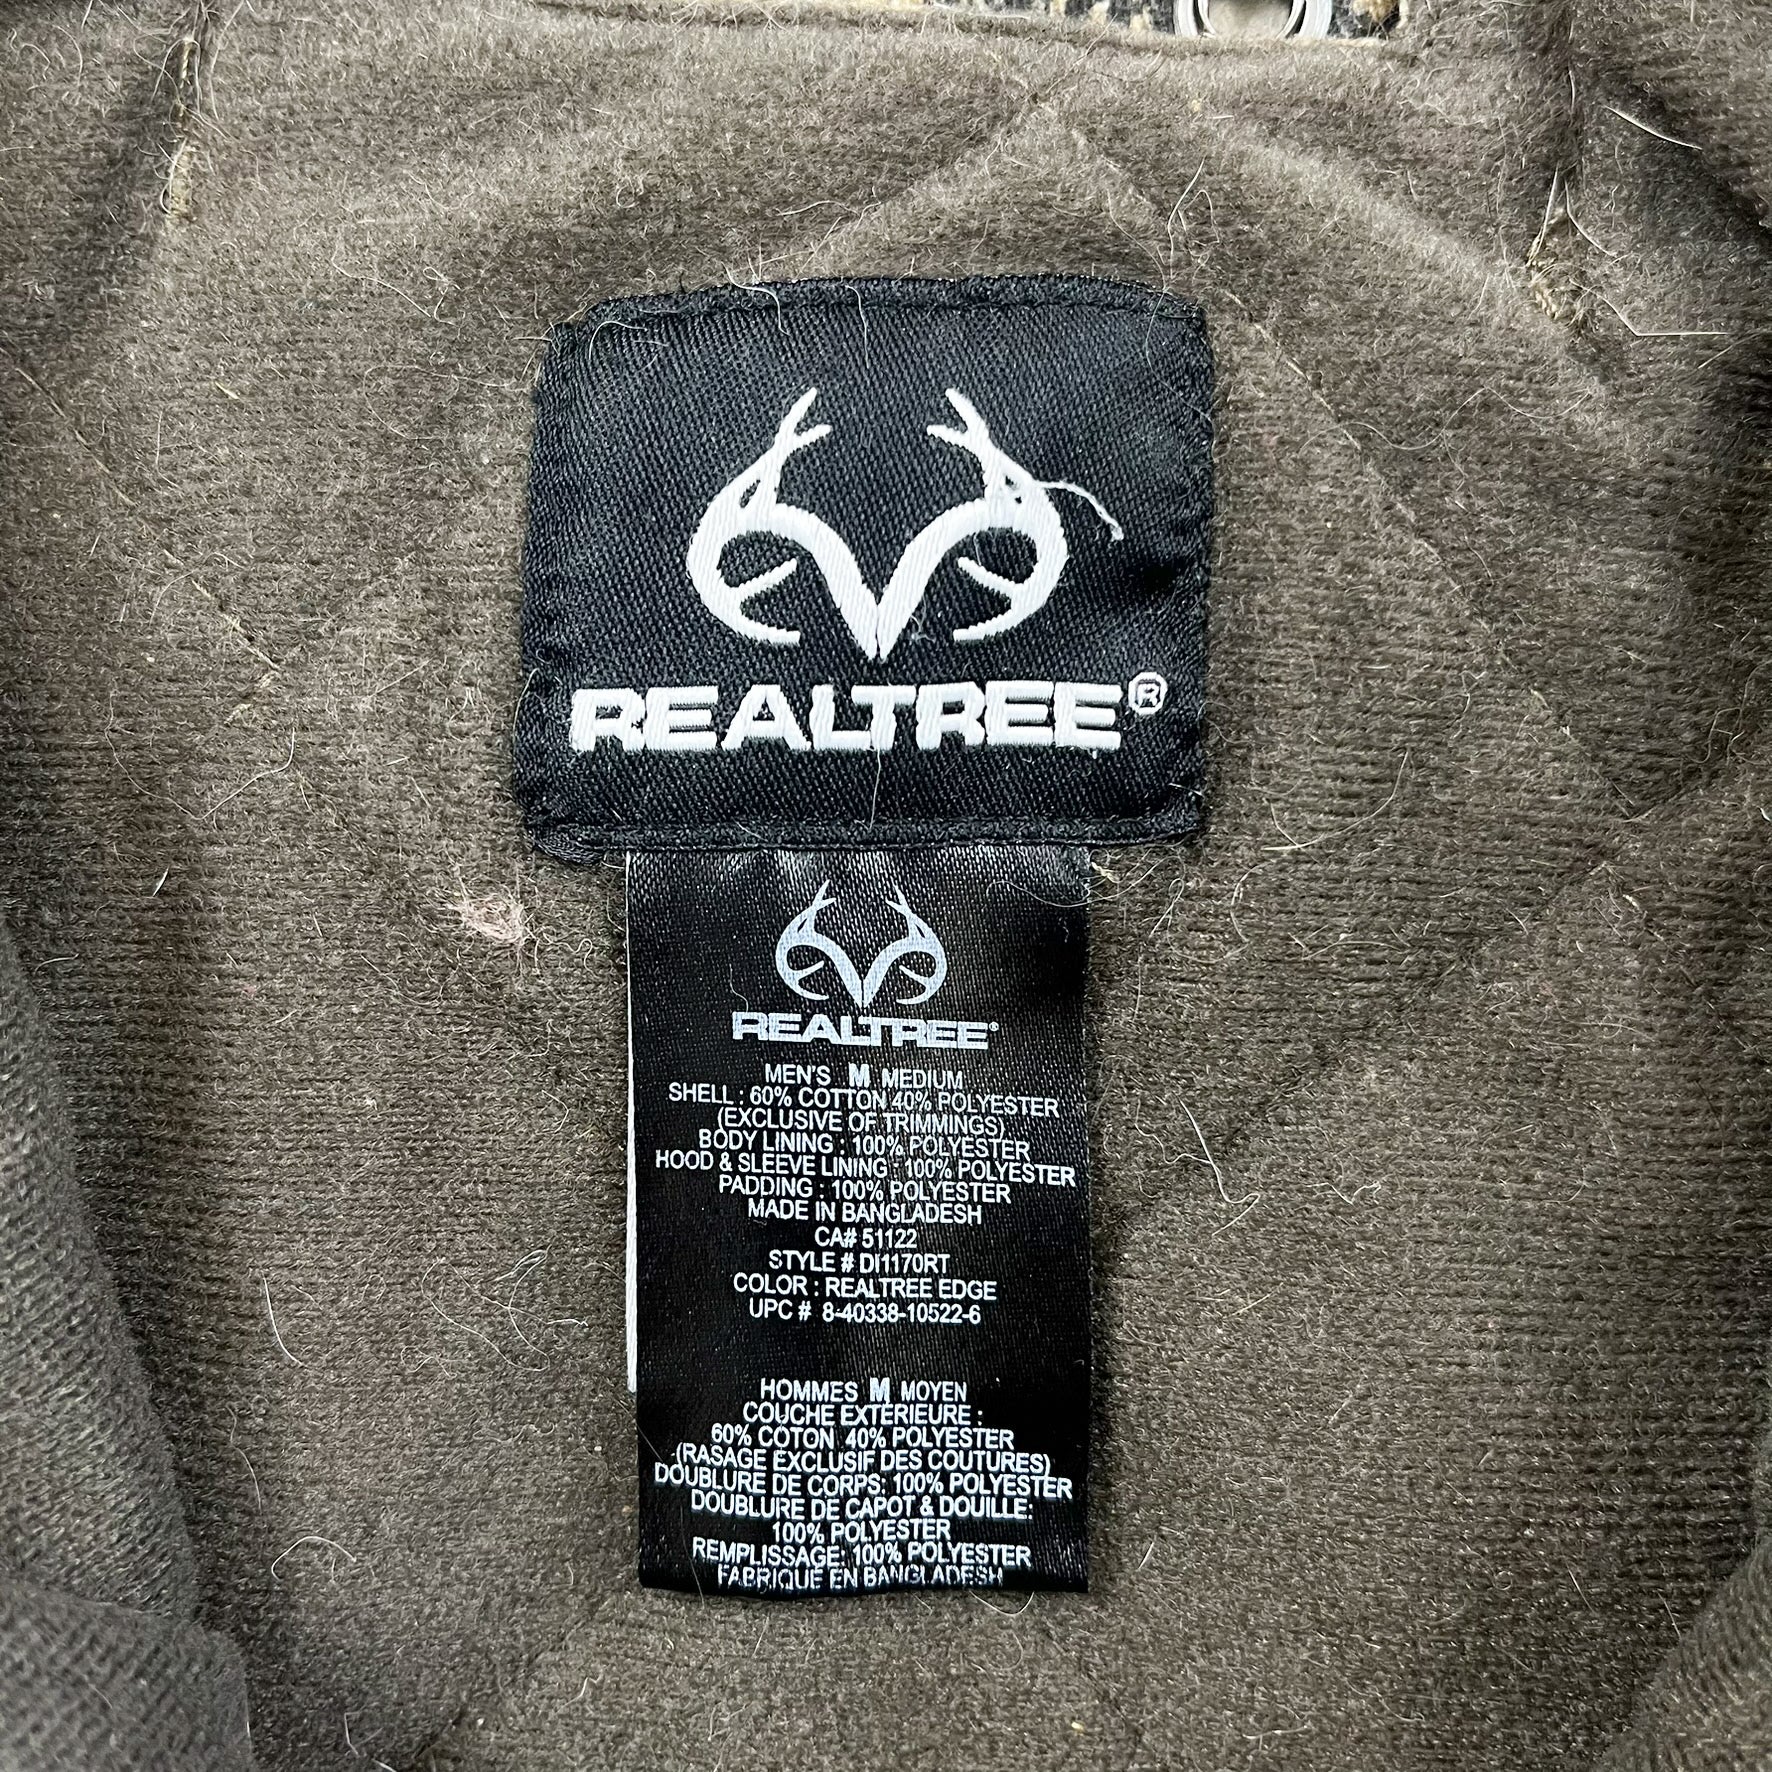 REALTREE®
REALTREE®
MEN'S M MEDIUM
SHELL : 60% COTTON 40% POLYESTER
(EXCLUSIVE OF TRIMMINGS)
BODY LINING : 100% POLYESTER
HOOD & SLEEVE LINING : 100% POLYESTER
PADDING : 100% POLYESTER
MADE IN BANGLADESH
CA# 51122
STYLE # DI1170RT
COLOR : REALTREE EDGE
UPC # 8-40338-10522-6
HOMMES M MOYEN
COUCHE EXTERIEURE :
60% COTON 40% POLYESTER
(RASAGE EXCLUSIF DES COUTURES)
DOUBLURE DE CORPS: 100% POLYESTER
DOUBLURE DE CAPOT & DOUILLE:
100% POLYESTER
REMPLISSAGE: 100% POLYESTER
FABRIQUE EN BANGLADESH